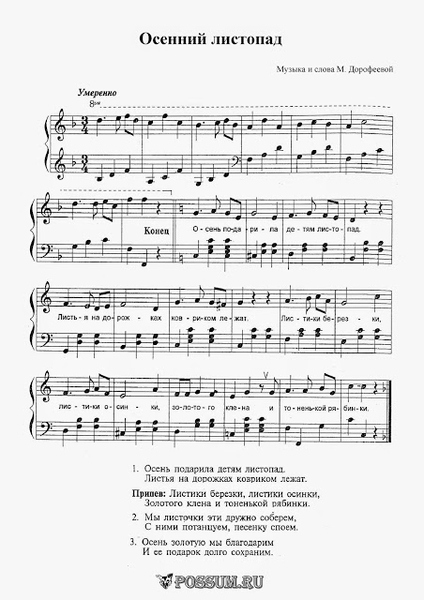 Осенний листопад
Музыка и слова М. Дорофеевой
Умеренно
8
Конец
О - сень по-да - ри - ла де - тям лис-то-пад.
Листь-я на до-рож - ках ков - ри-ком ле-жат. Лис-ти-ки бе-рез-ки,
лис - ти-ки о-син - ки, зо-ло-то - го кле-на и то - нень-кой ря-бин-ки.
1. Осень подарила детям листопад.
Листья на дорожках ковриком лежат.
Припев: Листики березки, листики осинки,
Золотого клена и тоненькой рябинки.
2. Мы листочки эти дружно соберем,
С ними потанцуем, песенку споем.
3. Осень золотую мы благодарим
И ее подарок долго сохраним.
POSSUM.RU